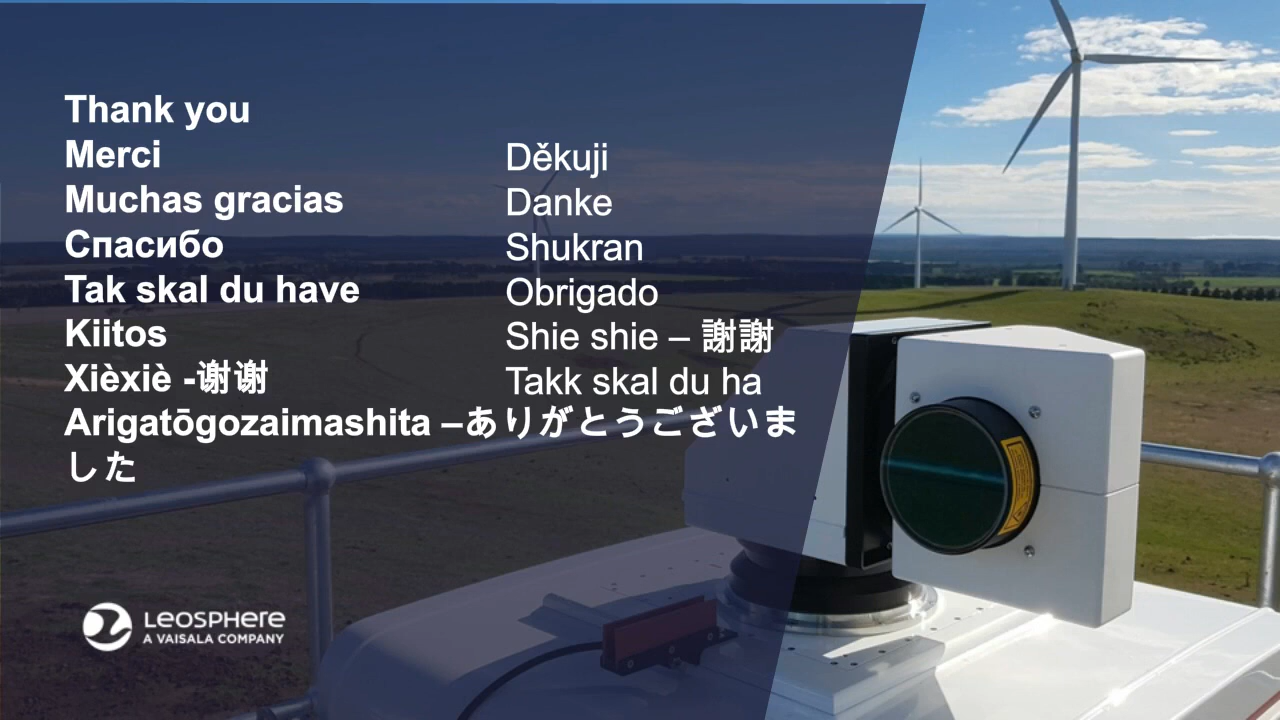 Thank you
Merci
Muchas gracias
Спасибо
Tak skal du have
Kiitos
Xièxiè -谢谢
Arigatōgozaimashita –ありがとうございま
した
Děkuji
Danke
Shukran
Obrigado
Shie shie – 謝謝
Takk skal du ha
LEOSPHERE
A VAISALA COMPANY